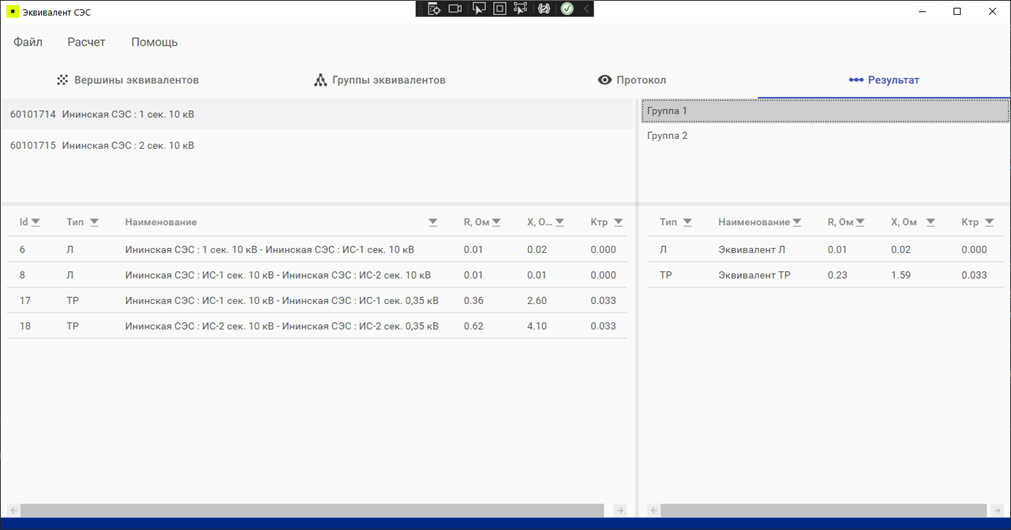 Эквивалент СЭС
Файл Расчет Помощь
Вершины эквивалентов Группы эквивалентов Протокол Результат
60101714 Ининская СЭС : 1 сек. 10 кВ
60101715 Ининская СЭС : 2 сек. 10 кВ
Группа 1
Группа 2
Id Тип Наименование R, Ом X, О... Ктр
6 Л Ининская СЭС : 1 сек. 10 кВ - Ининская СЭС : ИС-1 сек. 10 кВ 0.01 0.02 0.000
8 Л Ининская СЭС : ИС-1 сек. 10 кВ - Ининская СЭС : ИС-2 сек. 10 кВ 0.01 0.01 0.000
17 ТР Ининская СЭС : ИС-1 сек. 10 кВ - Ининская СЭС : ИС-1 сек. 0,35 кВ 0.36 2.60 0.033
18 ТР Ининская СЭС : ИС-2 сек. 10 кВ - Ининская СЭС : ИС-2 сек. 0,35 кВ 0.62 4.10 0.033
Тип Наименование R, Ом X, Ом Ктр
Л Эквивалент Л 0.01 0.02 0.000
ТР Эквивалент ТР 0.23 1.59 0.033